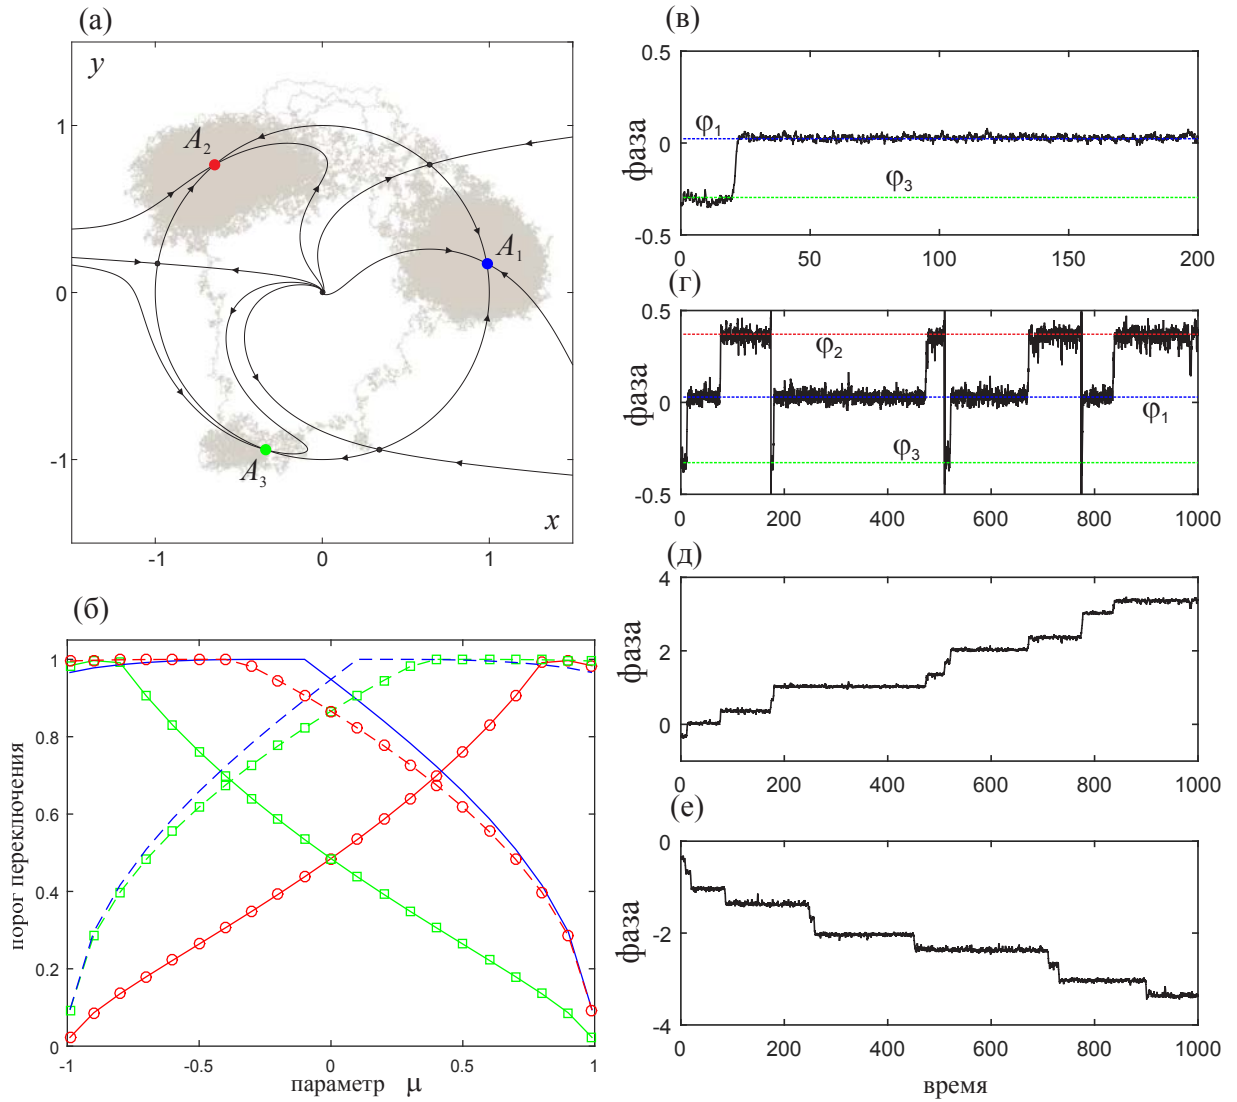 (а)
y
1
0
-1
A2
A1
A3
x
-1
0
1
(б)
порог переключения
1
0.8
0.6
0.4
0.2
0
-1
-0.5
0
0.5
1
параметр μ
(в)
фаза
0.5
0
-0.5
φ1
φ3
0
50
100
150
200
(г)
фаза
0.5
0
-0.5
φ2
φ1
φ3
0
200
400
600
800
1000
(д)
фаза
4
2
0
0
200
400
600
800
1000
(е)
фаза
0
-2
-4
0
200
400
600
800
1000
время